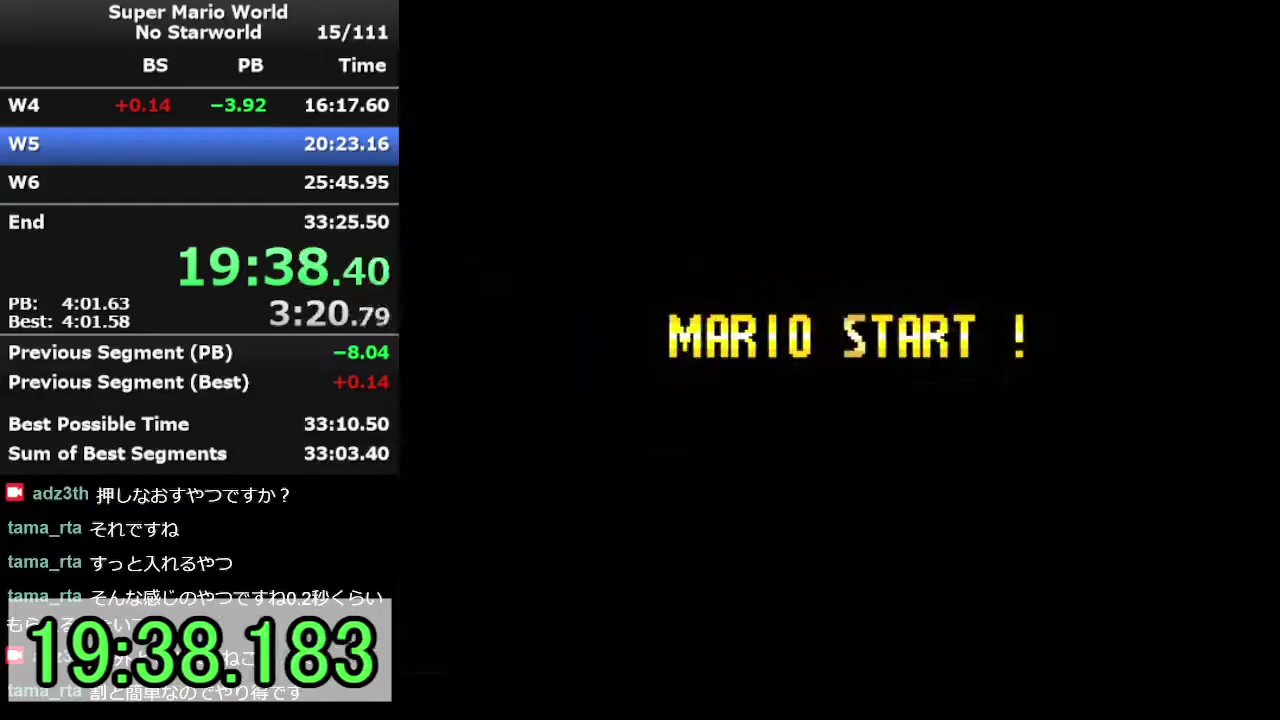 Super Mario World
No Starworld 15/111
BS PB Time
W4 +0.14 −3.92 16:17.60
W5 20:23.16
W6 25:45.95
End 33:25.50
19:38.40
PB: 4:01.63
Best: 4:01.58
3:20.79
Previous Segment (PB) −8.04
Previous Segment (Best) +0.14
Best Possible Time 33:10.50
Sum of Best Segments 33:03.40
adz3th 押しなおすやつですか？
tama_rta それですね
tama_rta すっと入れるやつ
tama_rta そんな感じのやつですね0.2秒くらい
19:38.183
tama_rta 割と簡単なのでやり得です
MARIO START !